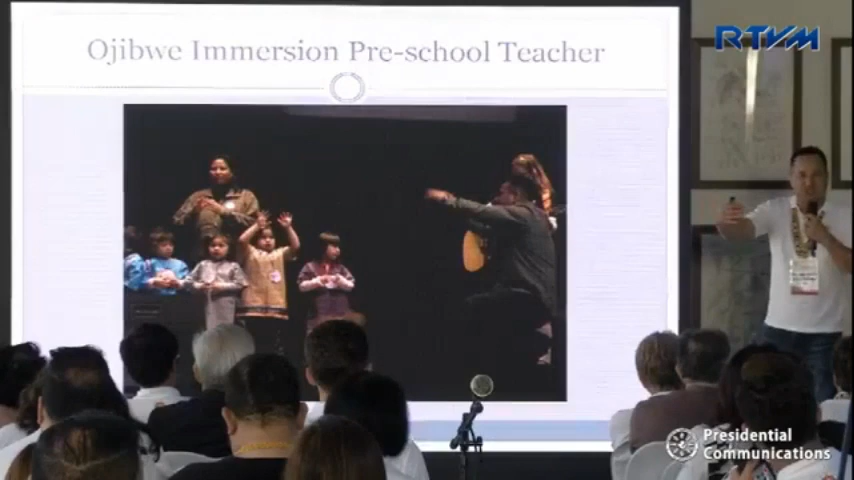 Ojibwe Immersion Pre-school Teacher
RTVM
Presidential
Communications